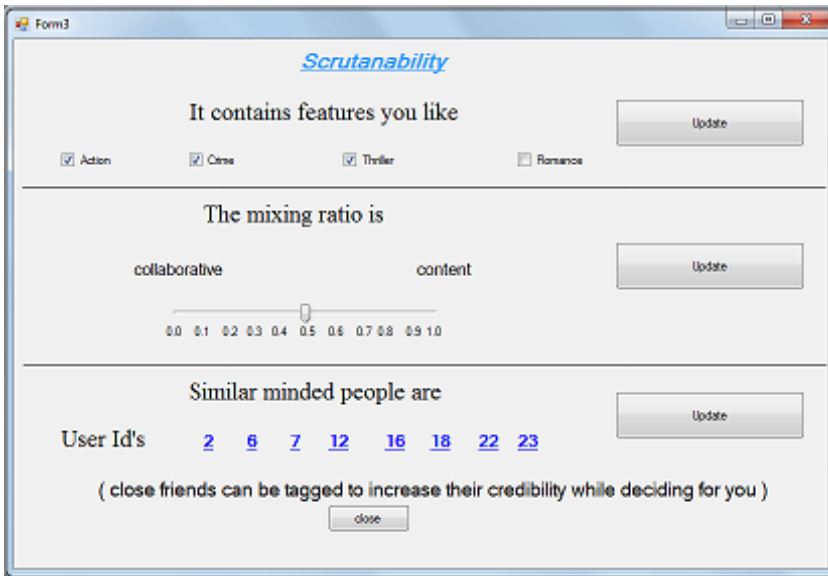 Form3
Scrutanability
It contains features you like
Update
Action Crime Thriller Romance
The mixing ratio is
collaborative content
Update
0.0 0.1 0.2 0.3 0.4 0.5 0.6 0.7 0.8 0.9 1.0
Similar minded people are
Update
User Id's 2 6 7 12 16 18 22 23
( close friends can be tagged to increase their credibility while deciding for you )
close